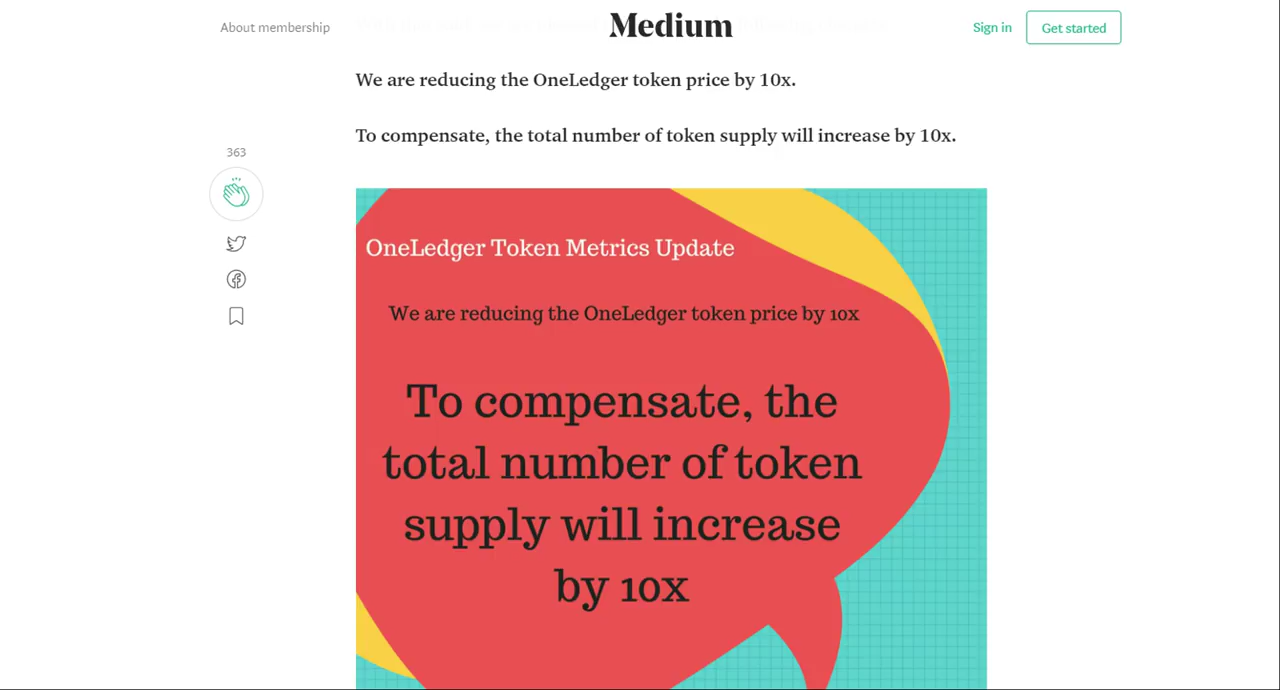 About membership
Medium
Sign in
Get started
We are reducing the OneLedger token price by 10x.
To compensate, the total number of token supply will increase by 10x.
363
OneLedger Token Metrics Update
We are reducing the OneLedger token price by 10x
To compensate, the
total number of token
supply will increase
by 10x